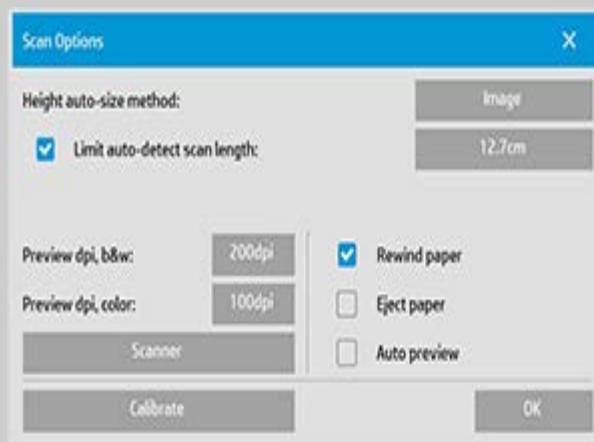 Scan Options
Height auto-size method: Image
Limit auto-detect scan length: 12.7cm
Preview dpi, b&w: 200dpi
Rewind paper
Preview dpi, color: 100dpi
Eject paper
Scanner
Auto preview
Calibrate
OK